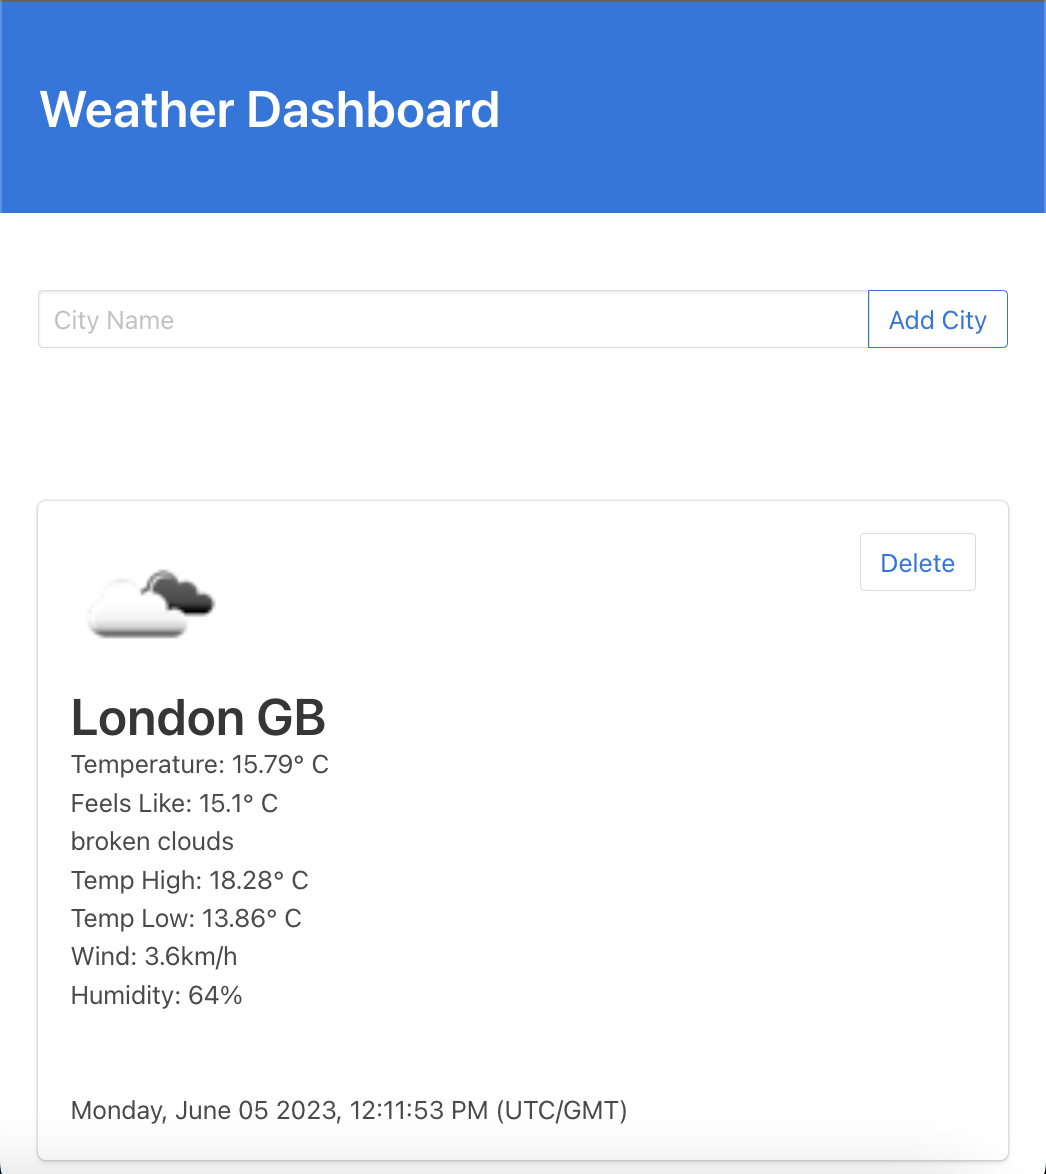 Weather Dashboard
City Name
Add City
Delete
London GB
Temperature: 15.79° C
Feels Like: 15.1° C
broken clouds
Temp High: 18.28° C
Temp Low: 13.86° C
Wind: 3.6km/h
Humidity: 64%
Monday, June 05 2023, 12:11:53 PM (UTC/GMT)